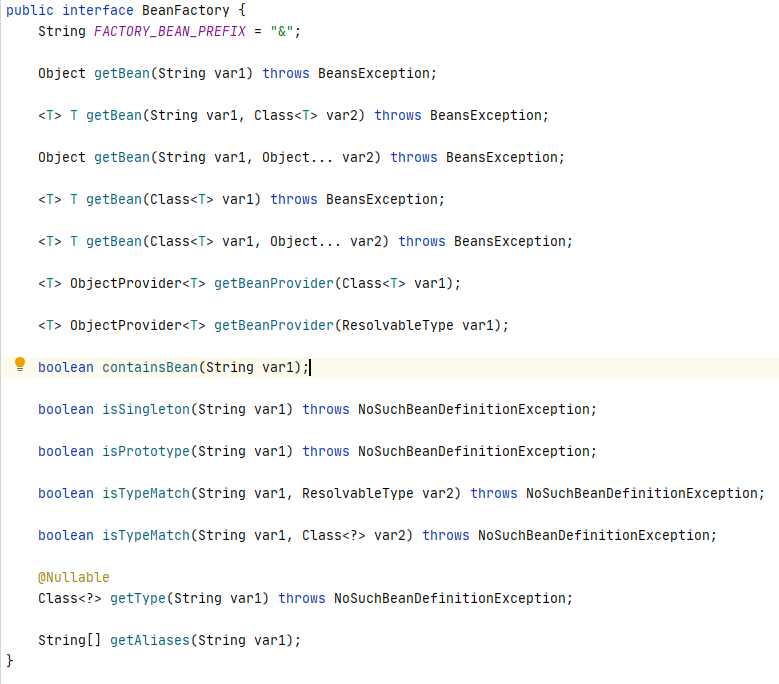 public interface BeanFactory {
String FACTORY_BEAN_PREFIX = "&";
Object getBean(String var1) throws BeansException;
<T> T getBean(String var1, Class<T> var2) throws BeansException;
Object getBean(String var1, Object... var2) throws BeansException;
<T> T getBean(Class<T> var1) throws BeansException;
<T> T getBean(Class<T> var1, Object... var2) throws BeansException;
<T> ObjectProvider<T> getBeanProvider(Class<T> var1);
<T> ObjectProvider<T> getBeanProvider(ResolvableType var1);
boolean containsBean(String var1);
boolean isSingleton(String var1) throws NoSuchBeanDefinitionException;
boolean isPrototype(String var1) throws NoSuchBeanDefinitionException;
boolean isTypeMatch(String var1, ResolvableType var2) throws NoSuchBeanDefinitionException;
boolean isTypeMatch(String var1, Class<?> var2) throws NoSuchBeanDefinitionException;
@Nullable
Class<?> getType(String var1) throws NoSuchBeanDefinitionException;
String[] getAliases(String var1);
}